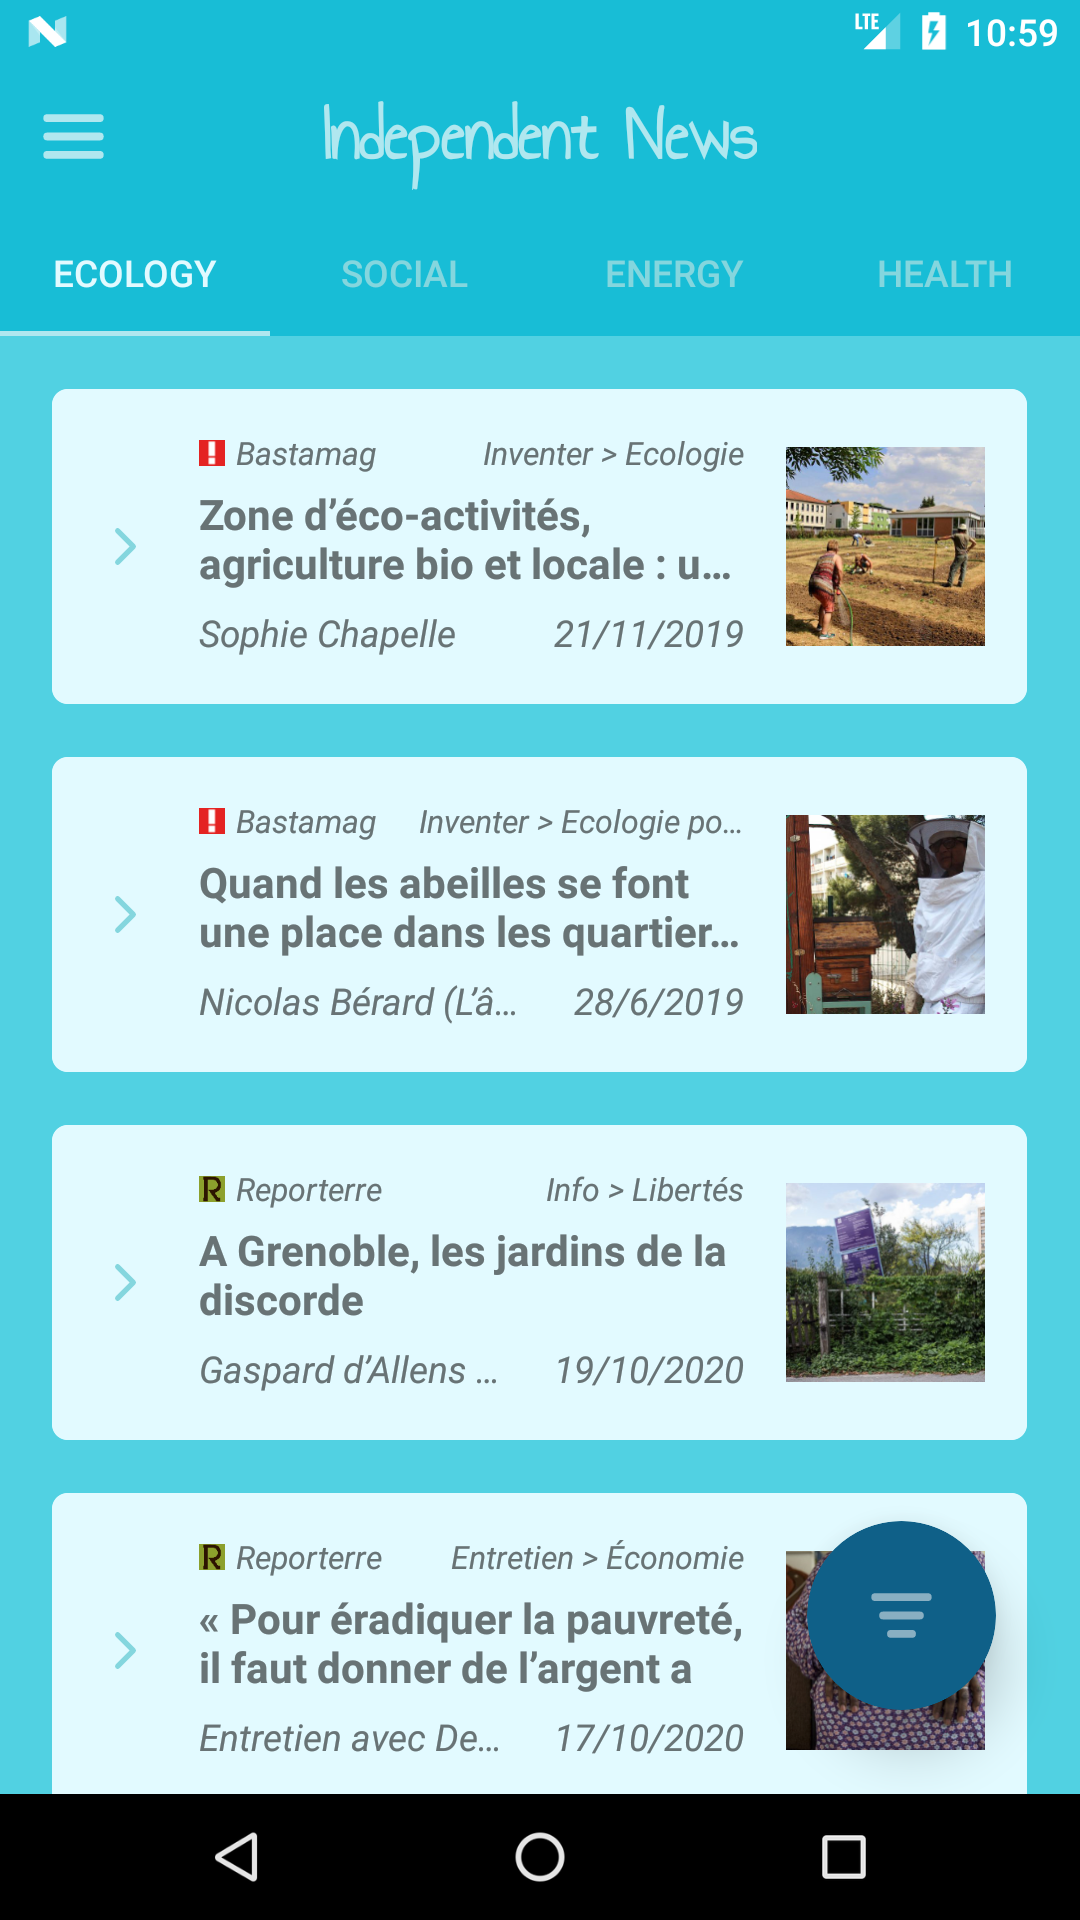 LTE 10:59
Independent News
ECOLOGY SOCIAL ENERGY HEALTH
Bastamag Inventer > Ecologie
Zone d’éco-activités,
agriculture bio et locale : u...
Sophie Chapelle 21/11/2019
Bastamag Inventer > Ecologie po...
Quand les abeilles se font
une place dans les quartier...
Nicolas Bérard (L’â... 28/6/2019
R Reporterre Info > Libertés
A Grenoble, les jardins de la
discorde
Gaspard d’Allens ... 19/10/2020
R Reporterre Entretien > Économie
« Pour éradiquer la pauvreté,
il faut donner de l’argent a
Entretien avec De... 17/10/2020